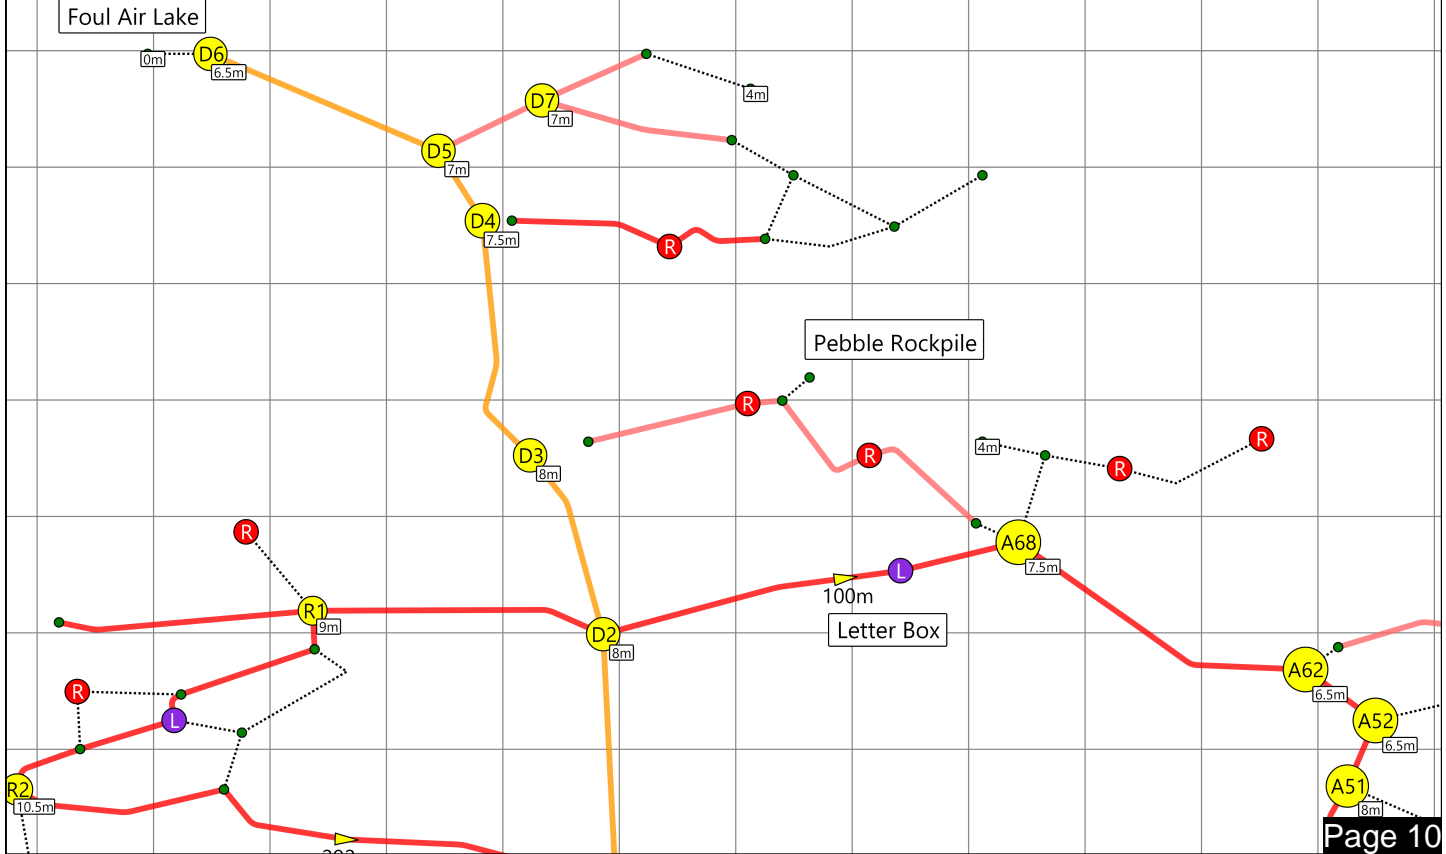 Foul Air Lake
0m
D6
6.5m
D7
7m
4m
D5
7m
D4
7.5m
R
Pebble Rockpile
R
R
4m
R
R
D3
8m
R
A68
7.5m
L
100m
Letter Box
R1
9m
D2
8m
A62
6.5m
R
L
A52
6.5m
R2
10.5m
A51
8m
Page 10